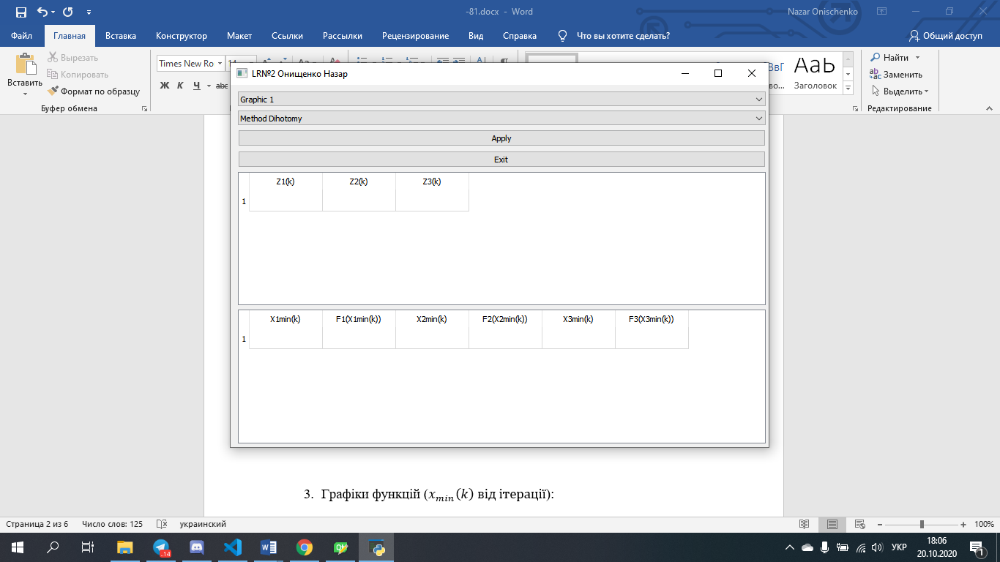 -81.docx - Word
Nazar Onischenko
Файл Главная Вставка Конструктор Макет Ссылки Рассылки Рецензирование Вид Справка Что вы хотите сделать? Общий доступ
Вставить
Вырезать
Копировать
Формат по образцу
Буфер обмена
Times New Ro
Ж К Ч abc
АаБ
Заголовок
Найти
Заменить
Выделить
Редактирование
LRN№2 Онищенко Назар
Graphic 1
Method Dihotomy
Apply
Exit
Z1(k) Z2(k) Z3(k)
1
X1min(k) F1(X1min(k)) X2min(k) F2(X2min(k)) X3min(k) F3(X3min(k))
1
3. Графіки функцій (x_min(k) від ітерації):
Страница 2 из 6 Число слов: 125 украинский 100%
..14
УКР
18:06
20.10.2020
1